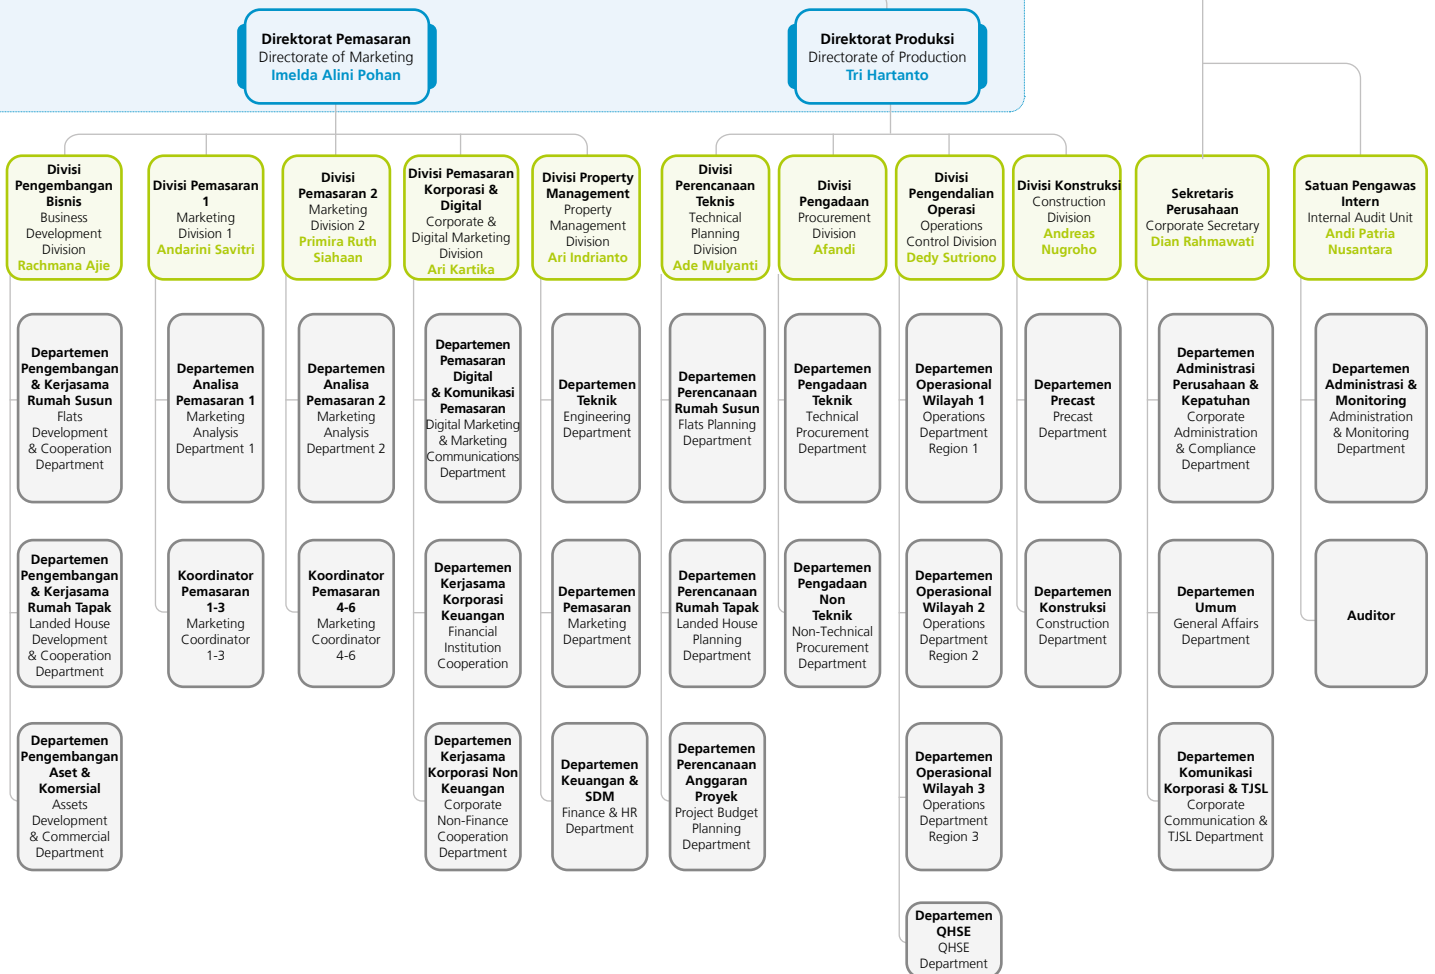 Direktorat Pemasaran
Directorate of Marketing
Imelda Alini Pohan
Direktorat Produksi
Directorate of Production
Tri Hartanto
Divisi
Pengembangan
Bisnis
Business
Development
Division
Rachmana Ajie
Divisi Pemasaran
1
Marketing
Division 1
Andarini Savitri
Divisi
Pemasaran 2
Marketing
Division 2
Primira Ruth
Siahaan
Divisi Pemasaran
Korporasi &
Digital
Corporate &
Digital Marketing
Division
Ari Kartika
Divisi Property
Management
Property
Management
Division
Ari Indrianto
Divisi
Perencanaan
Teknis
Technical
Planning
Division
Ade Mulyanti
Divisi
Pengadaan
Procurement
Division
Afandi
Divisi
Pengendalian
Operasi
Operations
Control Division
Dedy Sutriono
Divisi Konstruksi
Construction
Division
Andreas
Nugroho
Sekretaris
Perusahaan
Corporate Secretary
Dian Rahmawati
Satuan Pengawas
Intern
Internal Audit Unit
Andi Patria
Nusantara
Departemen
Pengembangan
& Kerjasama
Rumah Susun
Flats
Development
& Cooperation
Department
Departemen
Analisa
Pemasaran 1
Marketing
Analysis
Department 1
Departemen
Analisa
Pemasaran 2
Marketing
Analysis
Department 2
Departemen
Pemasaran
Digital
& Komunikasi
Pemasaran
Digital Marketing
& Marketing
Communications
Department
Departemen
Teknik
Engineering
Department
Departemen
Perencanaan
Rumah Susun
Flats Planning
Department
Departemen
Pengadaan
Teknik
Technical
Procurement
Department
Departemen
Operasional
Wilayah 1
Operations
Department
Region 1
Departemen
Precast
Precast
Department
Departemen
Administrasi
Perusahaan &
Kepatuhan
Corporate
Administration
& Compliance
Department
Departemen
Administrasi &
Monitoring
Administration
& Monitoring
Department
Departemen
Pengembangan
& Kerjasama
Rumah Tapak
Landed House
Development
& Cooperation
Department
Koordinator
Pemasaran
1-3
Marketing
Coordinator
1-3
Koordinator
Pemasaran
4-6
Marketing
Coordinator
4-6
Departemen
Kerjasama
Korporasi
Keuangan
Financial
Institution
Cooperation
Departemen
Pemasaran
Marketing
Department
Departemen
Perencanaan
Rumah Tapak
Landed House
Planning
Department
Departemen
Pengadaan
Non
Teknik
Non-Technical
Procurement
Department
Departemen
Operasional
Wilayah 2
Operations
Department
Region 2
Departemen
Konstruksi
Construction
Department
Departemen
Umum
General Affairs
Department
Auditor
Departemen
Pengembangan
Aset &
Komersial
Assets
Development
& Commercial
Department
Departemen
Kerjasama
Korporasi Non
Keuangan
Corporate
Non-Finance
Cooperation
Department
Departemen
Keuangan &
SDM
Finance & HR
Department
Departemen
Perencanaan
Anggaran
Proyek
Project Budget
Planning
Department
Departemen
Operasional
Wilayah 3
Operations
Department
Region 3
Departemen
Komunikasi
Korporasi & TJSL
Corporate
Communication &
TJSL Department
Departemen
QHSE
QHSE
Department